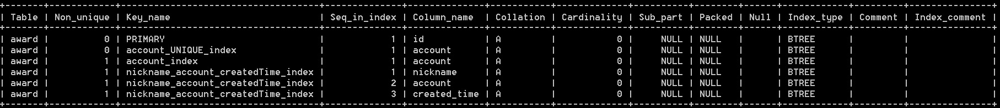 +-------+------------+------------------------------------+--------------+--------------+-----------+-------------+----------+--------+------+------------+---------+---------------+
| Table | Non_unique | Key_name                           | Seq_in_index | Column_name  | Collation | Cardinality | Sub_part | Packed | Null | Index_type | Comment | Index_comment |
+-------+------------+------------------------------------+--------------+--------------+-----------+-------------+----------+--------+------+------------+---------+---------------+
| award |          0 | PRIMARY                            |            1 | id           | A         |           0 |     NULL | NULL   |      | BTREE      |         |               |
| award |          0 | account_UNIQUE_index               |            1 | account      | A         |           0 |     NULL | NULL   |      | BTREE      |         |               |
| award |          1 | account_index                      |            1 | account      | A         |           0 |     NULL | NULL   |      | BTREE      |         |               |
| award |          1 | nickname_account_createdTime_index |            1 | nickname     | A         |           0 |     NULL | NULL   |      | BTREE      |         |               |
| award |          1 | nickname_account_createdTime_index |            2 | account      | A         |           0 |     NULL | NULL   |      | BTREE      |         |               |
| award |          1 | nickname_account_createdTime_index |            3 | created_time | A         |           0 |     NULL | NULL   |      | BTREE      |         |               |
+-------+------------+------------------------------------+--------------+--------------+-----------+-------------+----------+--------+------+------------+---------+---------------+